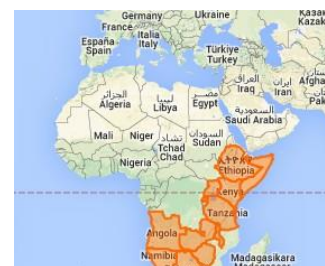 Germany
Ukraine
France
Italia
Italy
España
Spain
Türkiye
Turkey
العراق
Iraq
ایران
Iran
الجزائر
Algeria
ليبيا
Libya
مصر
Egypt
السعودية
Saudi Arabia
Mali
Niger
تشاد
Tchad
Chad
السودان
Sudan
Nigeria
ኢትዮጵያ
Ethiopia
Kenya
Tanzania
Angola
Namibia
Madagasikara